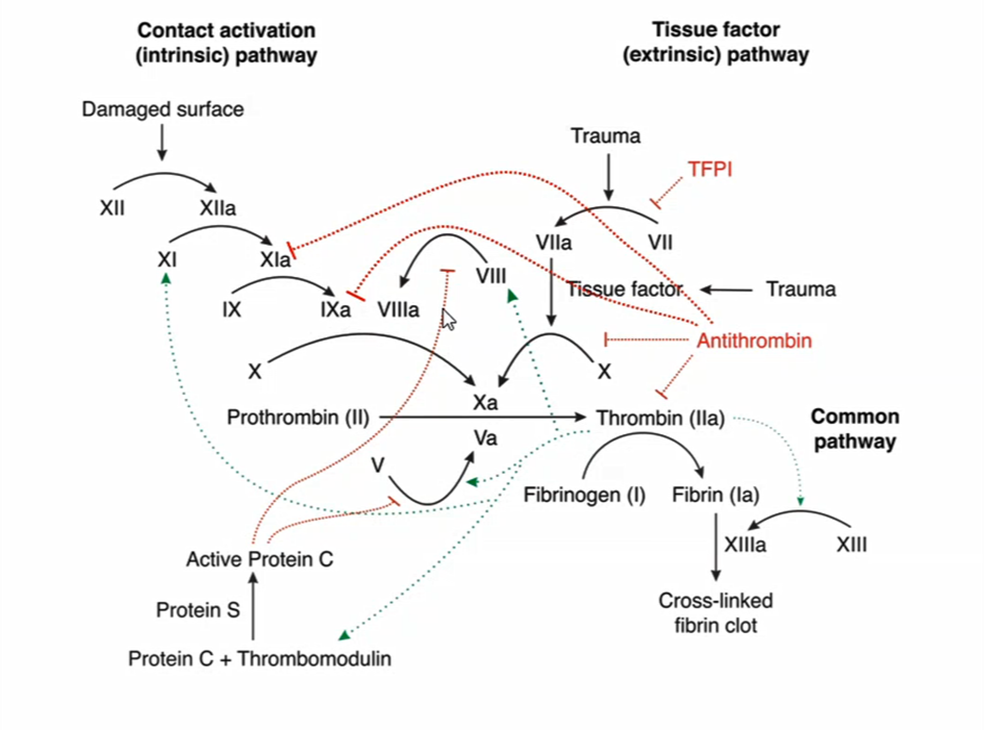 Contact activation
(intrinsic) pathway
Tissue factor
(extrinsic) pathway
Damaged surface
Trauma
TFPI
XII
XIIa
VIIa
VII
XI
XIa
VIII
Tissue factor
Trauma
IX
IXa
VIIIa
Antithrombin
X
X
Xa
Prothrombin (II)
Thrombin (IIa)
Common
pathway
Va
V
Fibrinogen (I)
Fibrin (Ia)
XIIIa
XIII
Active Protein C
Protein S
Cross-linked
fibrin clot
Protein C + Thrombomodulin